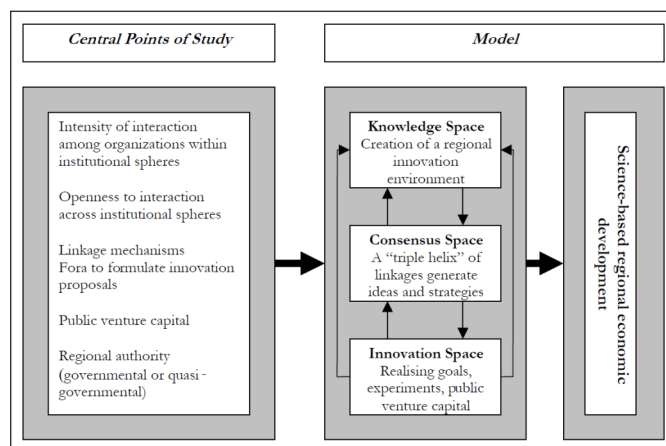 Central Points of Study
Model
Intensity of interaction
among organizations within
institutional spheres
Openness to interaction
across institutional spheres
Linkage mechanisms
Fora to formulate innovation
proposals
Public venture capital
Regional authority
(governmental or quasi -
governmental)
Knowledge Space
Creation of a regional
innovation
environment
Consensus Space
A “triple helix” of
linkages generate
ideas and strategies
Innovation Space
Realising goals,
experiments, public
venture capital
Science-based regional economic
development